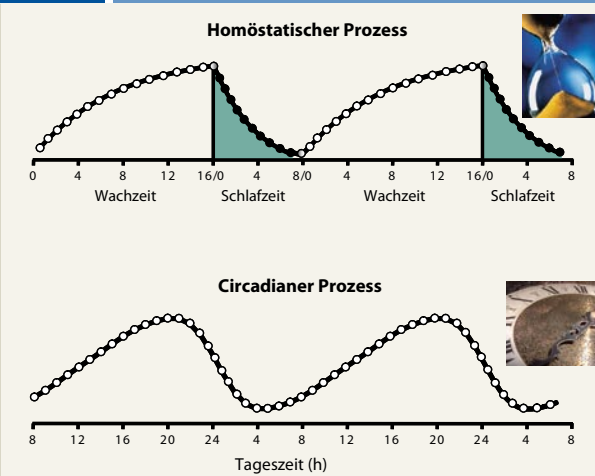 Homöstatischer Prozess
0 4 8 12 16/0 4 8/0 4 8 12 16/0 4 8
Wachzeit Schlafzeit Wachzeit Schlafzeit
Circadianer Prozess
8 12 16 20 24 4 8 12 16 20 24 4 8
Tageszeit (h)